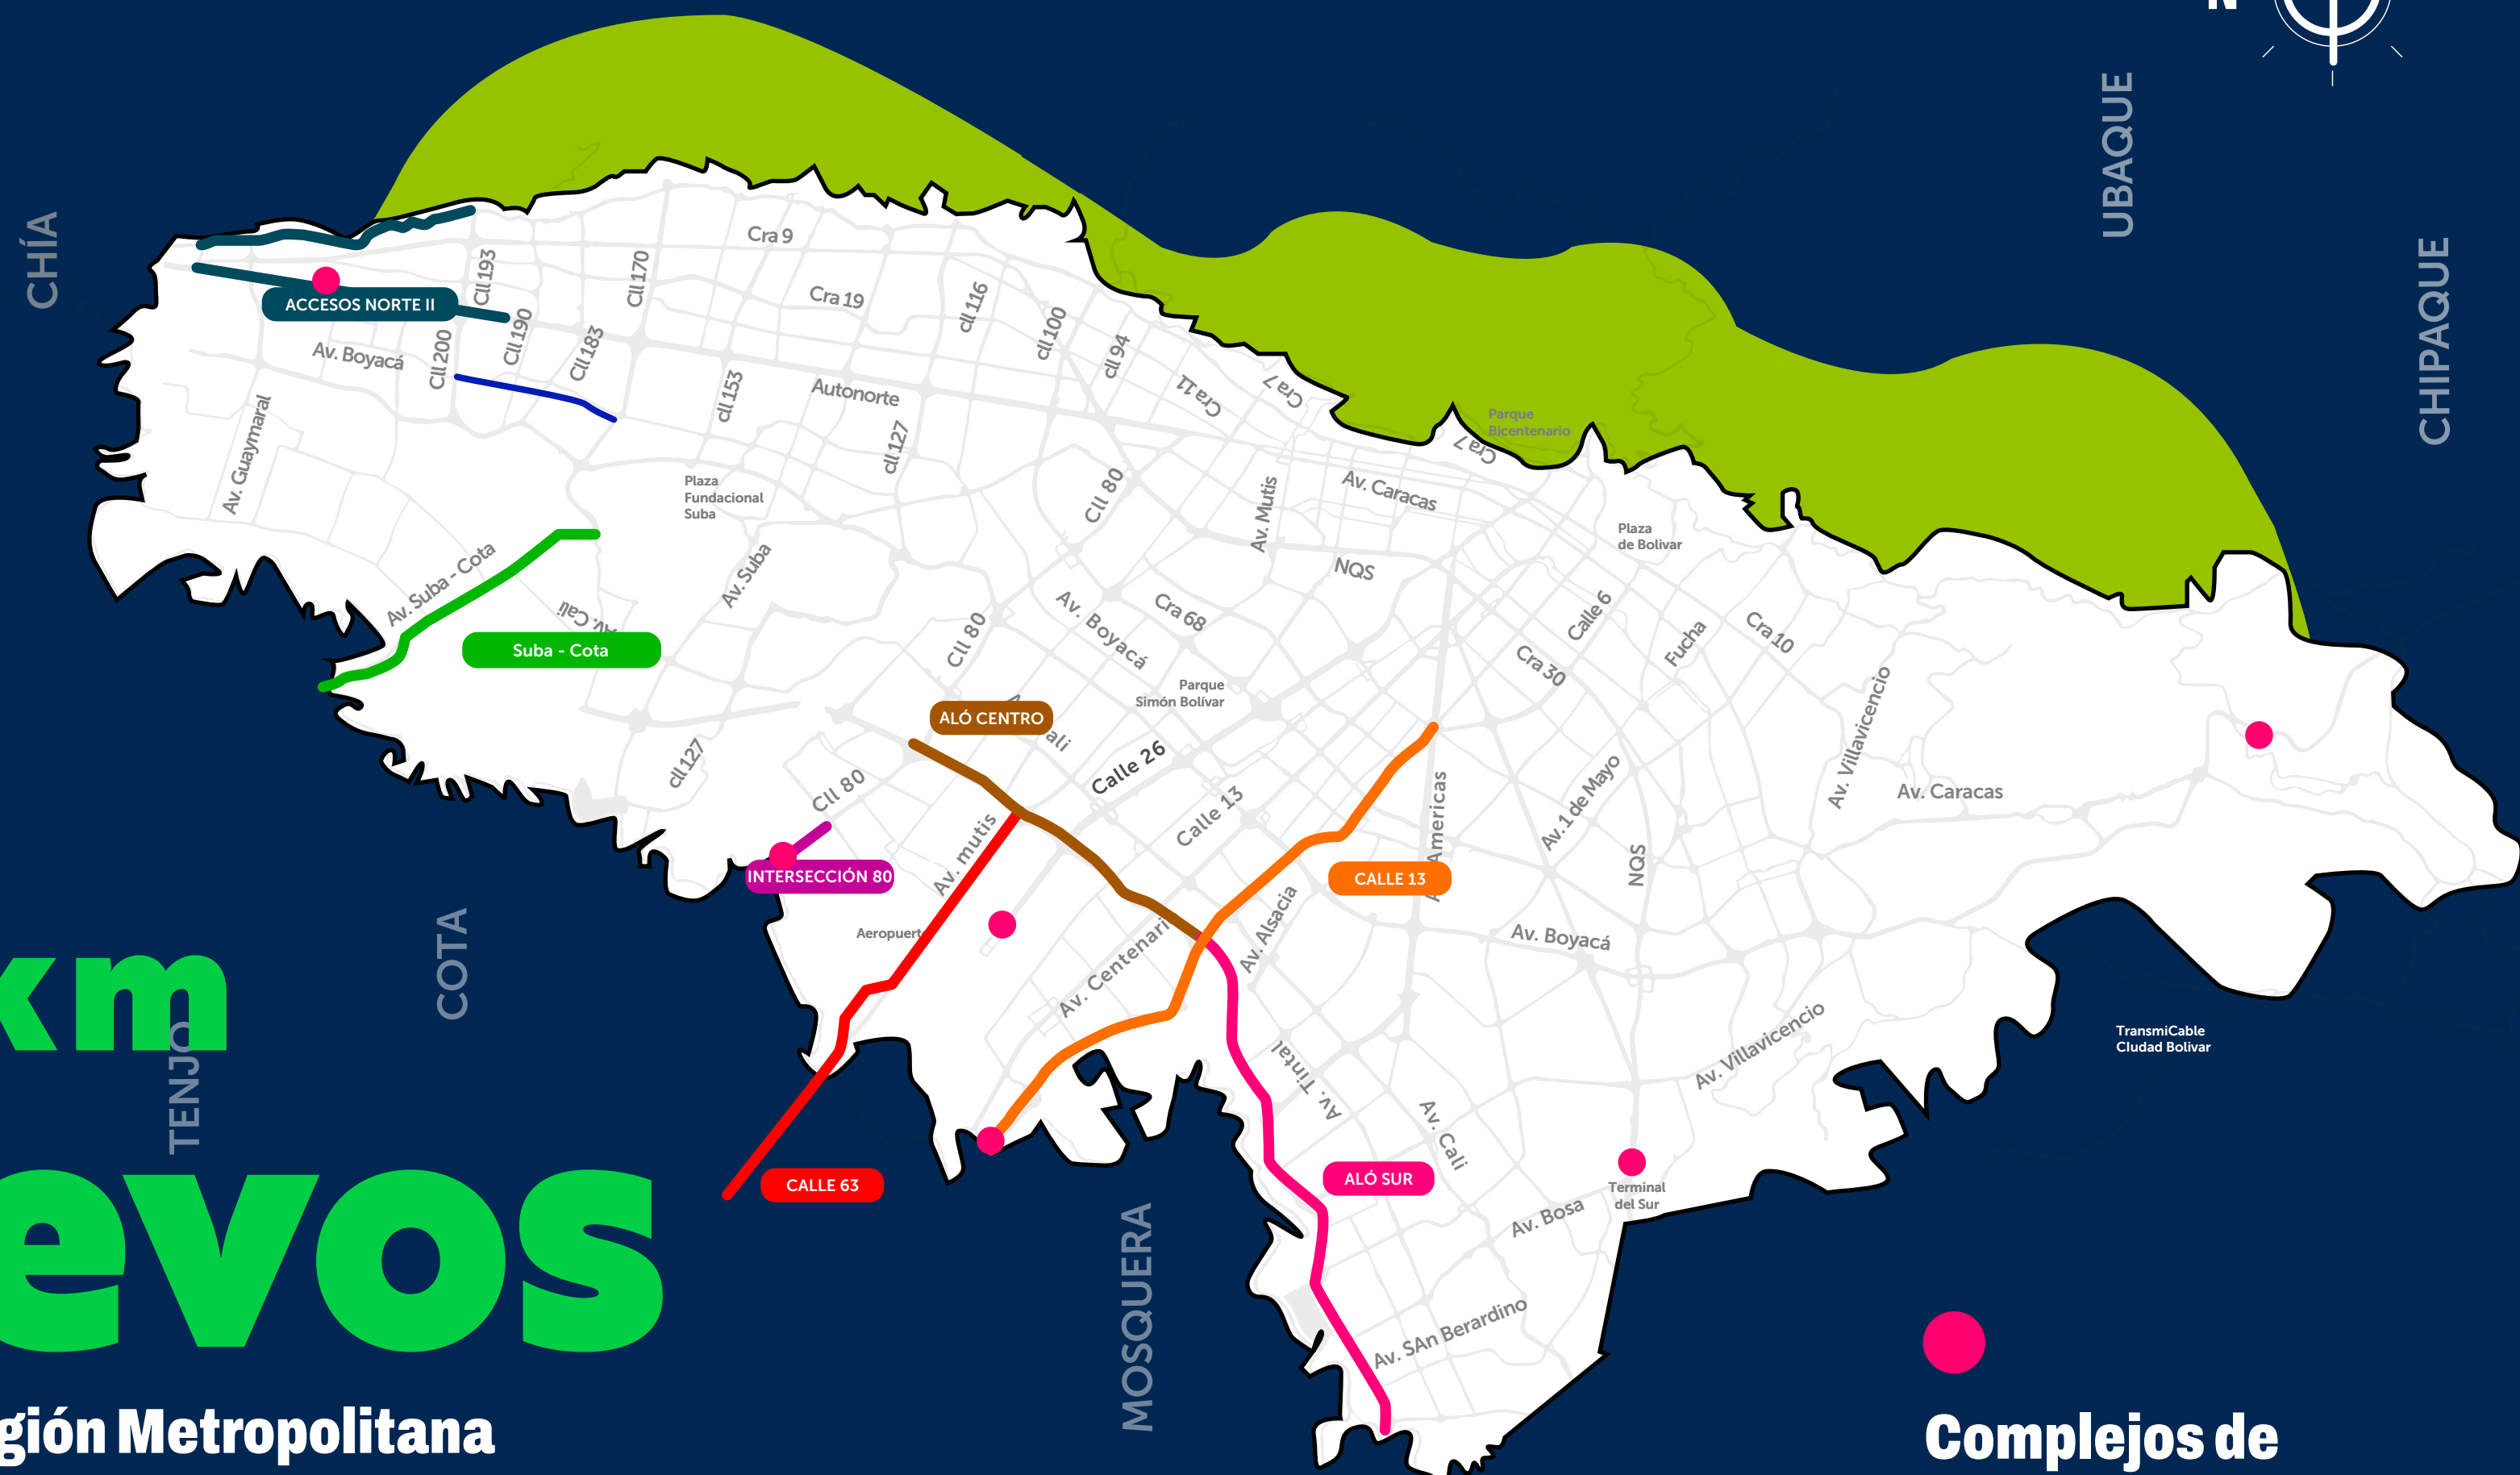 N
UBAQUE
CHÍA
CHIPAQUE
Cra 9
Cll 193
Cll 170
ACCESOS NORTE II
Cra 19
cll 116
cll 100
Cll 190
Cll 183
Cll 200
Av. Boyacá
cll 94
cll 153
Autonorte
Cra 11
Cra 7
Cra 7
Parque
Bicentenario
Av. Guaymaral
cll 127
Plaza
Fundacional
Suba
Cll 80
Av. Mutis
Av. Caracas
Plaza
de Bolivar
Av. Suba - Cota
Av. Suba
NQS
Av. Cali
Suba - Cota
Cll 80
Av. Boyacá
Cra 68
Calle 6
Fucha
Cra 10
Cra 30
Parque
Simón Bolívar
Av. Villavicencio
ALÓ CENTRO
ali
Calle 26
cll 127
Cll 80
Calle 13
Av. 1 de Mayo
Americas
Av. Caracas
Av. mutis
NQS
INTERSECCIÓN 80
CALLE 13
Aeropuert
Av. Centenari
Av. Alsacia
Av. Boyacá
COTA
km
TENJO
TransmiCable
CIudad Bolivar
Av. Villavicencio
Av. Tintal
Av. Cali
CALLE 63
ALÓ SUR
Terminal
del Sur
Av. Bosa
evos
MOSQUERA
Av. SAn Berardino
gión Metropolitana
Complejos de